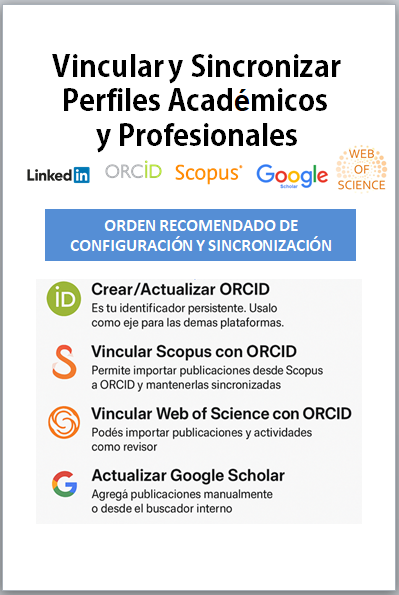 Vincular y Sincronizar
Perfiles Académicos
y Profesionales
Linked in
ORCID
Scopus®
Google
Scholar
WEB
OF
SCIENCE
ORDEN RECOMENDADO DE
CONFIGURACIÓN Y SINCRONIZACIÓN
iD
Crear/Actualizar ORCID
Es tu identificador persistente. Usalo
como eje para las demas plataformas.
Vincular Scopus con ORCID
Permite importar publicaciones desde Scopus
a ORCID y mantenerlas sincronizadas
Vincular Web of Science con ORCID
Podés importar publicaciones y actividades
como revisor
G
Actualizar Google Scholar
Agregá publicaciones manualmente
o desde el buscador interno